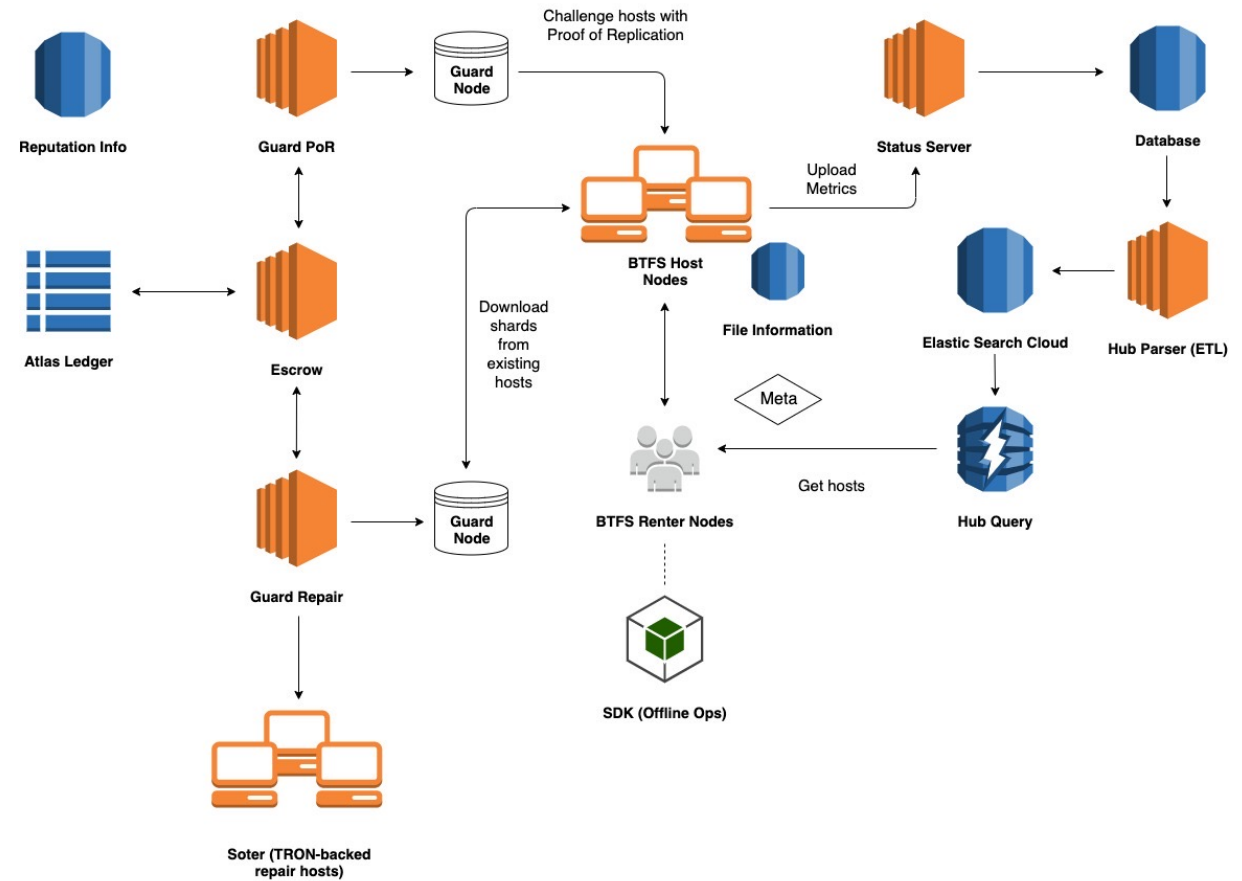 Challenge hosts with
Proof of Replication
Guard
Node
Reputation Info
Guard PoR
Status Server
Database
Upload
Metrics
BTFS Host
Nodes
Download
shards
from
existing
hosts
File Information
Elastic Search Cloud
Hub Parser (ETL)
Atlas Ledger
Escrow
Meta
Get hosts
Guard
Node
BTFS Renter Nodes
Hub Query
Guard Repair
SDK (Offline Ops)
Soter (TRON-backed
repair hosts)